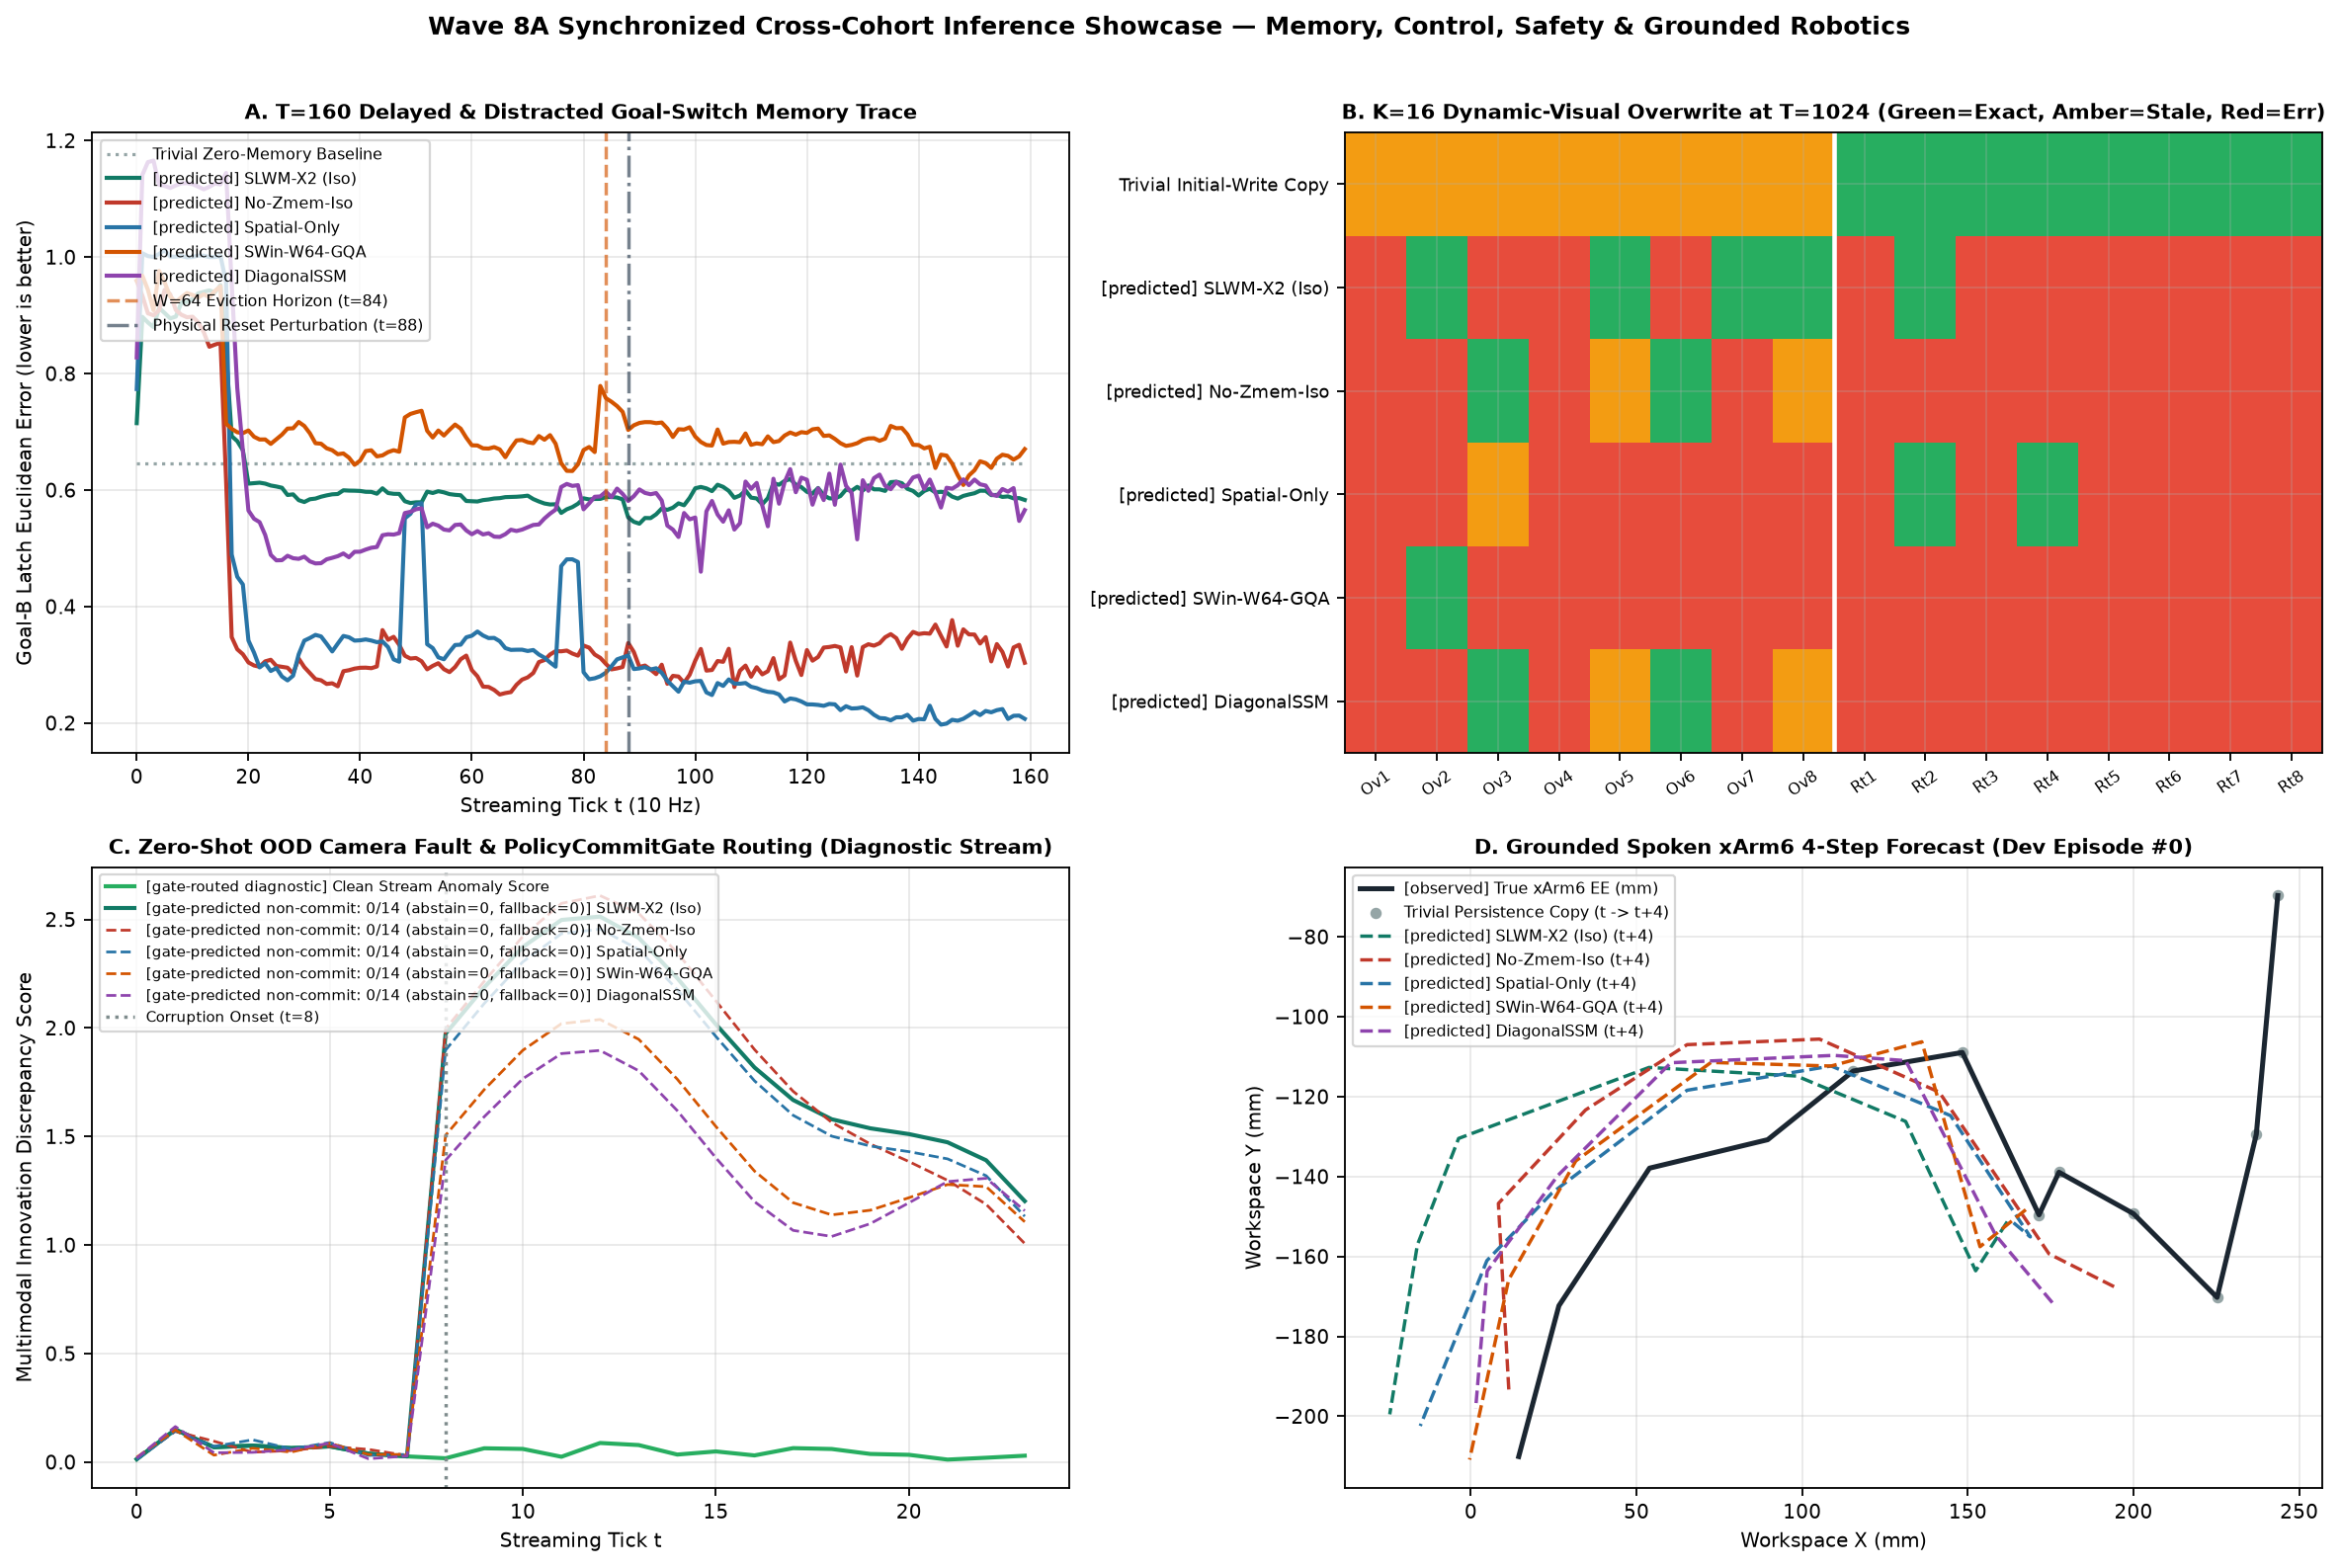 Wave 8A Synchronized Cross-Cohort Inference Showcase — Memory, Control, Safety & Grounded Robotics
A. T=160 Delayed & Distracted Goal-Switch Memory Trace
Goal-B Latch Euclidean Error (lower is better)
1.2
1.0
0.8
0.6
0.4
0.2
Trivial Zero-Memory Baseline
[predicted] SLWM-X2 (Iso)
[predicted] No-Zmem-Iso
[predicted] Spatial-Only
[predicted] SWin-W64-GQA
[predicted] DiagonalSSM
W=64 Eviction Horizon (t=84)
Physical Reset Perturbation (t=88)
0 20 40 60 80 100 120 140 160
Streaming Tick t (10 Hz)
B. K=16 Dynamic-Visual Overwrite at T=1024 (Green=Exact, Amber=Stale, Red=Err)
Trivial Initial-Write Copy
[predicted] SLWM-X2 (Iso)
[predicted] No-Zmem-Iso
[predicted] Spatial-Only
[predicted] SWin-W64-GQA
[predicted] DiagonalSSM
Ov1 Ov2 Ov3 Ov4 Ov5 Ov6 Ov7 Ov8 Rt1 Rt2 Rt3 Rt4 Rt5 Rt6 Rt7 Rt8
C. Zero-Shot OOD Camera Fault & PolicyCommitGate Routing (Diagnostic Stream)
Multimodal Innovation Discrepancy Score
2.5
2.0
1.5
1.0
0.5
0.0
[gate-routed diagnostic] Clean Stream Anomaly Score
[gate-predicted non-commit: 0/14 (abstain=0, fallback=0)] SLWM-X2 (Iso)
[gate-predicted non-commit: 0/14 (abstain=0, fallback=0)] No-Zmem-Iso
[gate-predicted non-commit: 0/14 (abstain=0, fallback=0)] Spatial-Only
[gate-predicted non-commit: 0/14 (abstain=0, fallback=0)] SWin-W64-GQA
[gate-predicted non-commit: 0/14 (abstain=0, fallback=0)] DiagonalSSM
Corruption Onset (t=8)
0 5 10 15 20
Streaming Tick t
D. Grounded Spoken xArm6 4-Step Forecast (Dev Episode #0)
Workspace Y (mm)
−80
−100
−120
−140
−160
−180
−200
[observed] True xArm6 EE (mm)
Trivial Persistence Copy (t -> t+4)
[predicted] SLWM-X2 (Iso) (t+4)
[predicted] No-Zmem-Iso (t+4)
[predicted] Spatial-Only (t+4)
[predicted] SWin-W64-GQA (t+4)
[predicted] DiagonalSSM (t+4)
0 50 100 150 200 250
Workspace X (mm)